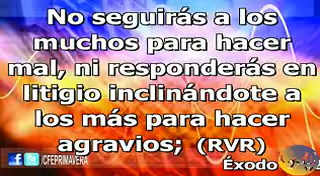 No seguirás a los
muchos para hacer
mal, ni responderás en
litigio inclinándote a
los más para hacer
agravios; (RVR)
Éxodo
/CFEPRIMAVERA